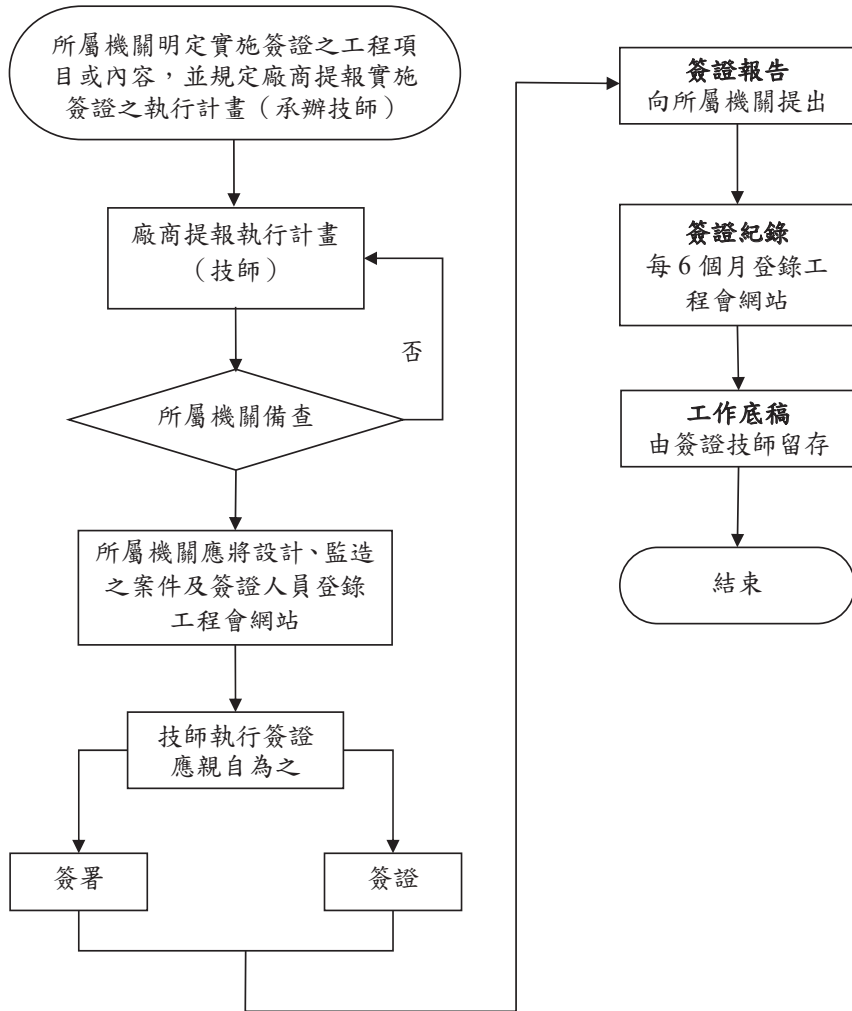 所屬機關明定實施簽證之工程項
目或內容，並規定廠商提報實施
簽證之執行計畫（承辦技師）
廠商提報執行計畫
（技師）
否
所屬機關備查
所屬機關應將設計、監造
之案件及簽證人員登錄
工程會網站
技師執行簽證
應親自為之
簽署
簽證
簽證報告
向所屬機關提出
簽證紀錄
每 6 個月登錄工
程會網站
工作底稿
由簽證技師留存
結束